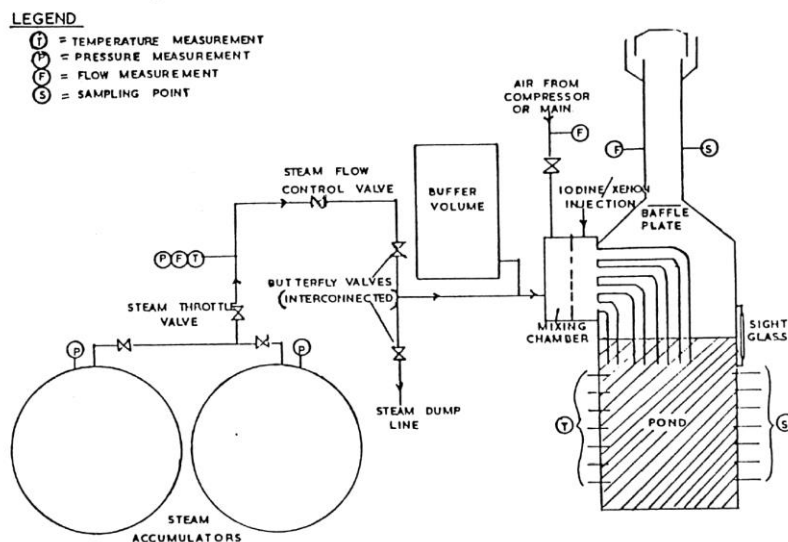 LEGEND
T = TEMPERATURE MEASUREMENT
P = PRESSURE MEASUREMENT
F = FLOW MEASUREMENT
S = SAMPLING POINT
AIR FROM
COMPRESSOR
OR MAIN
F
STEAM FLOW
CONTROL VALVE
BUFFER
VOLUME
IODINE/XENON
INJECTION
F
S
BAFFLE
PLATE
P F T
BUTTERFLY VALVES
(INTERCONNECTED)
STEAM THROTTLE
VALVE
MIXING
CHAMBER
SIGHT
GLASS
P
P
STEAM DUMP
LINE
T
POND
S
STEAM
ACCUMULATORS